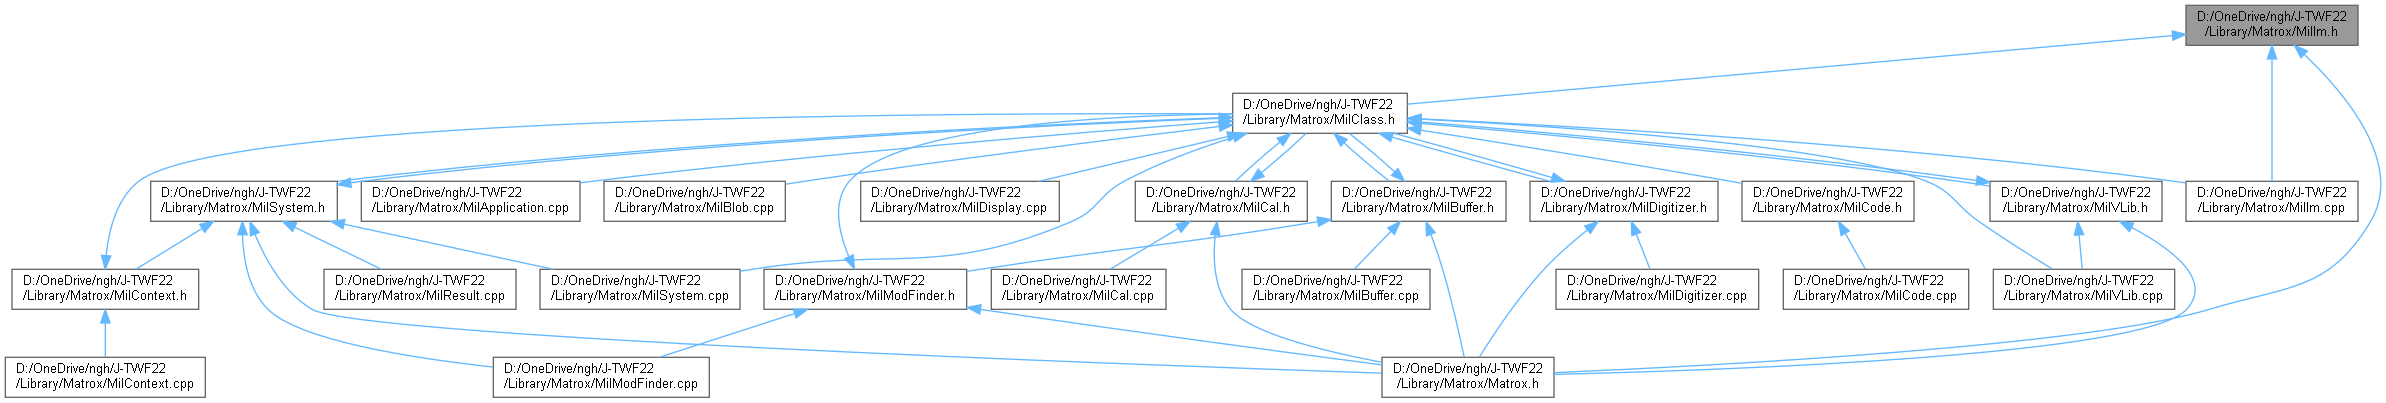 D:/OneDrive/ngh/J-TWF22
/Library/Matrox/MilIm.h
D:/OneDrive/ngh/J-TWF22
/Library/Matrox/MilClass.h
D:/OneDrive/ngh/J-TWF22
/Library/Matrox/MilSystem.h
D:/OneDrive/ngh/J-TWF22
/Library/Matrox/MilApplication.cpp
D:/OneDrive/ngh/J-TWF22
/Library/Matrox/MilBlob.cpp
D:/OneDrive/ngh/J-TWF22
/Library/Matrox/MilDisplay.cpp
D:/OneDrive/ngh/J-TWF22
/Library/Matrox/MilCal.h
D:/OneDrive/ngh/J-TWF22
/Library/Matrox/MilBuffer.h
D:/OneDrive/ngh/J-TWF22
/Library/Matrox/MilDigitizer.h
D:/OneDrive/ngh/J-TWF22
/Library/Matrox/MilCode.h
D:/OneDrive/ngh/J-TWF22
/Library/Matrox/MilVLib.h
D:/OneDrive/ngh/J-TWF22
/Library/Matrox/MilIm.cpp
D:/OneDrive/ngh/J-TWF22
/Library/Matrox/MilContext.h
D:/OneDrive/ngh/J-TWF22
/Library/Matrox/MilResult.cpp
D:/OneDrive/ngh/J-TWF22
/Library/Matrox/MilSystem.cpp
D:/OneDrive/ngh/J-TWF22
/Library/Matrox/MilModFinder.h
D:/OneDrive/ngh/J-TWF22
/Library/Matrox/MilCal.cpp
D:/OneDrive/ngh/J-TWF22
/Library/Matrox/MilBuffer.cpp
D:/OneDrive/ngh/J-TWF22
/Library/Matrox/MilDigitizer.cpp
D:/OneDrive/ngh/J-TWF22
/Library/Matrox/MilCode.cpp
D:/OneDrive/ngh/J-TWF22
/Library/Matrox/MilVLib.cpp
D:/OneDrive/ngh/J-TWF22
/Library/Matrox/MilContext.cpp
D:/OneDrive/ngh/J-TWF22
/Library/Matrox/MilModFinder.cpp
D:/OneDrive/ngh/J-TWF22
/Library/Matrox/Matrox.h